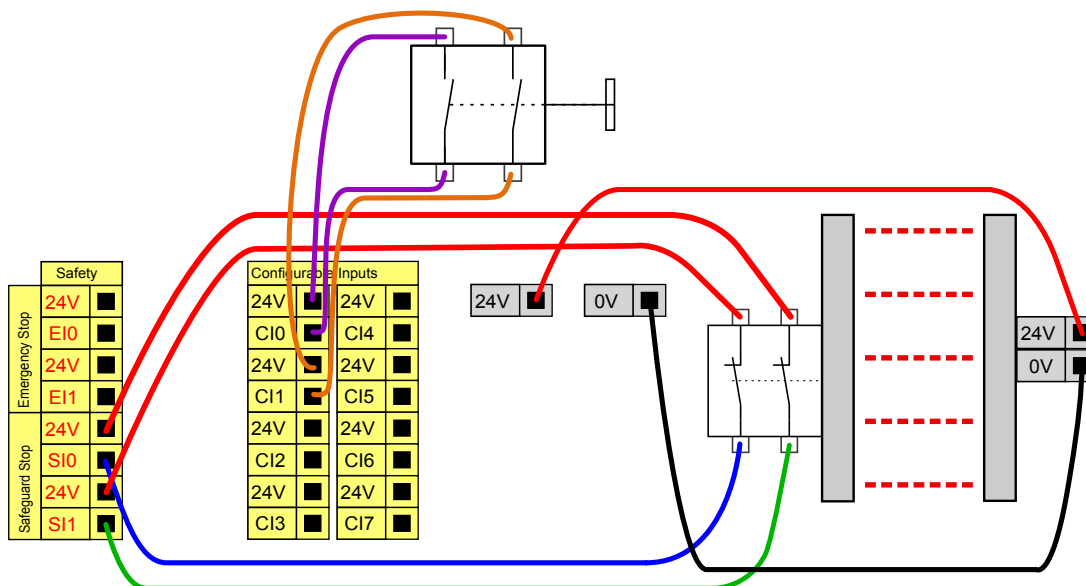 Safety
Emergency Stop
24V
EI0
24V
EI1
Safeguard Stop
24V
SI0
24V
SI1
Configurable Inputs
24V 24V
CI0 CI4
24V 24V
CI1 CI5
24V 24V
CI2 CI6
24V 24V
CI3 CI7
24V
0V
24V
0V